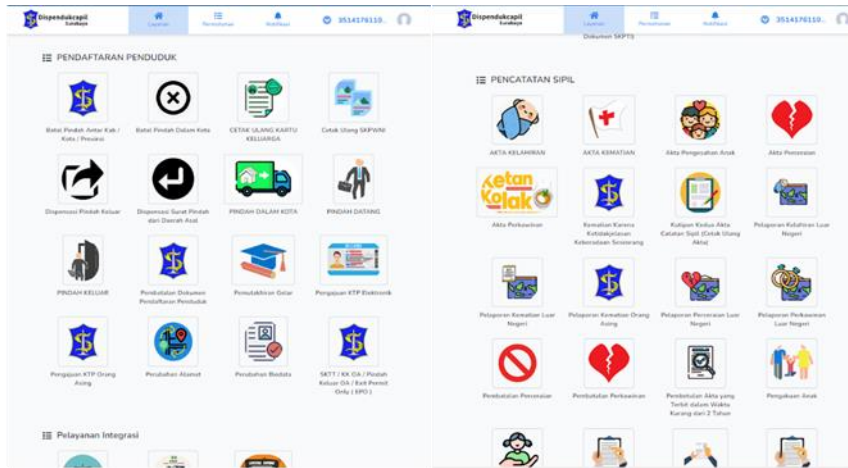 Dispendukcapil
Surabaya
Layanan
Permohonan
Notifikasi
3514176110...
PENDAFTARAN PENDUDUK
Batal Pindah Antar Kab /
Kota / Provinsi
Batal Pindah Dalam Kota
CETAK ULANG KARTU
KELUARGA
Cetak Ulang SKPWNI
Dispensasi Pindah Keluar
Dispensasi Surat Pindah
dari Daerah Asal
PINDAH DALAM KOTA
PINDAH DATANG
PINDAH KELUAR
Pembatalan Dokumen
Pendaftaran Penduduk
Pemutakhiran Gelar
Pengajuan KTP Elektronik
Pengajuan KTP Orang
Asing
Perubahan Alamat
Perubahan Biodata
SKTT / KK OA / Pindah
Keluar OA / Exit Permit
Only ( EPO )
Pelayanan Integrasi
Dispendukcapil
Surabaya
Layanan
Permohonan
Notifikasi
3514176110...
Dokumen SKPTI)
PENCATATAN SIPIL
AKTA KELAHIRAN
AKTA KEMATIAN
Akta Pengesahan Anak
Akta Perceraian
Ketan
Kolak
Akta Perkawinan
Kematian Karena
Ketidakjelasan
Keberadaan Seseorang
Kutipan Kedua Akta
Catatan Sipil (Cetak Ulang
Akta)
Pelaporan Kelahiran Luar
Negeri
Pelaporan Kematian Luar
Negeri
Pelaporan Kematian Orang
Asing
Pelaporan Perceraian Luar
Negeri
Pelaporan Perkawinan
Luar Negeri
Pembatalan Perceraian
Pembatalan Perkawinan
Pembetulan Akta yang
Terbit dalam Waktu
Kurang dari 2 Tahun
Pengakuan Anak